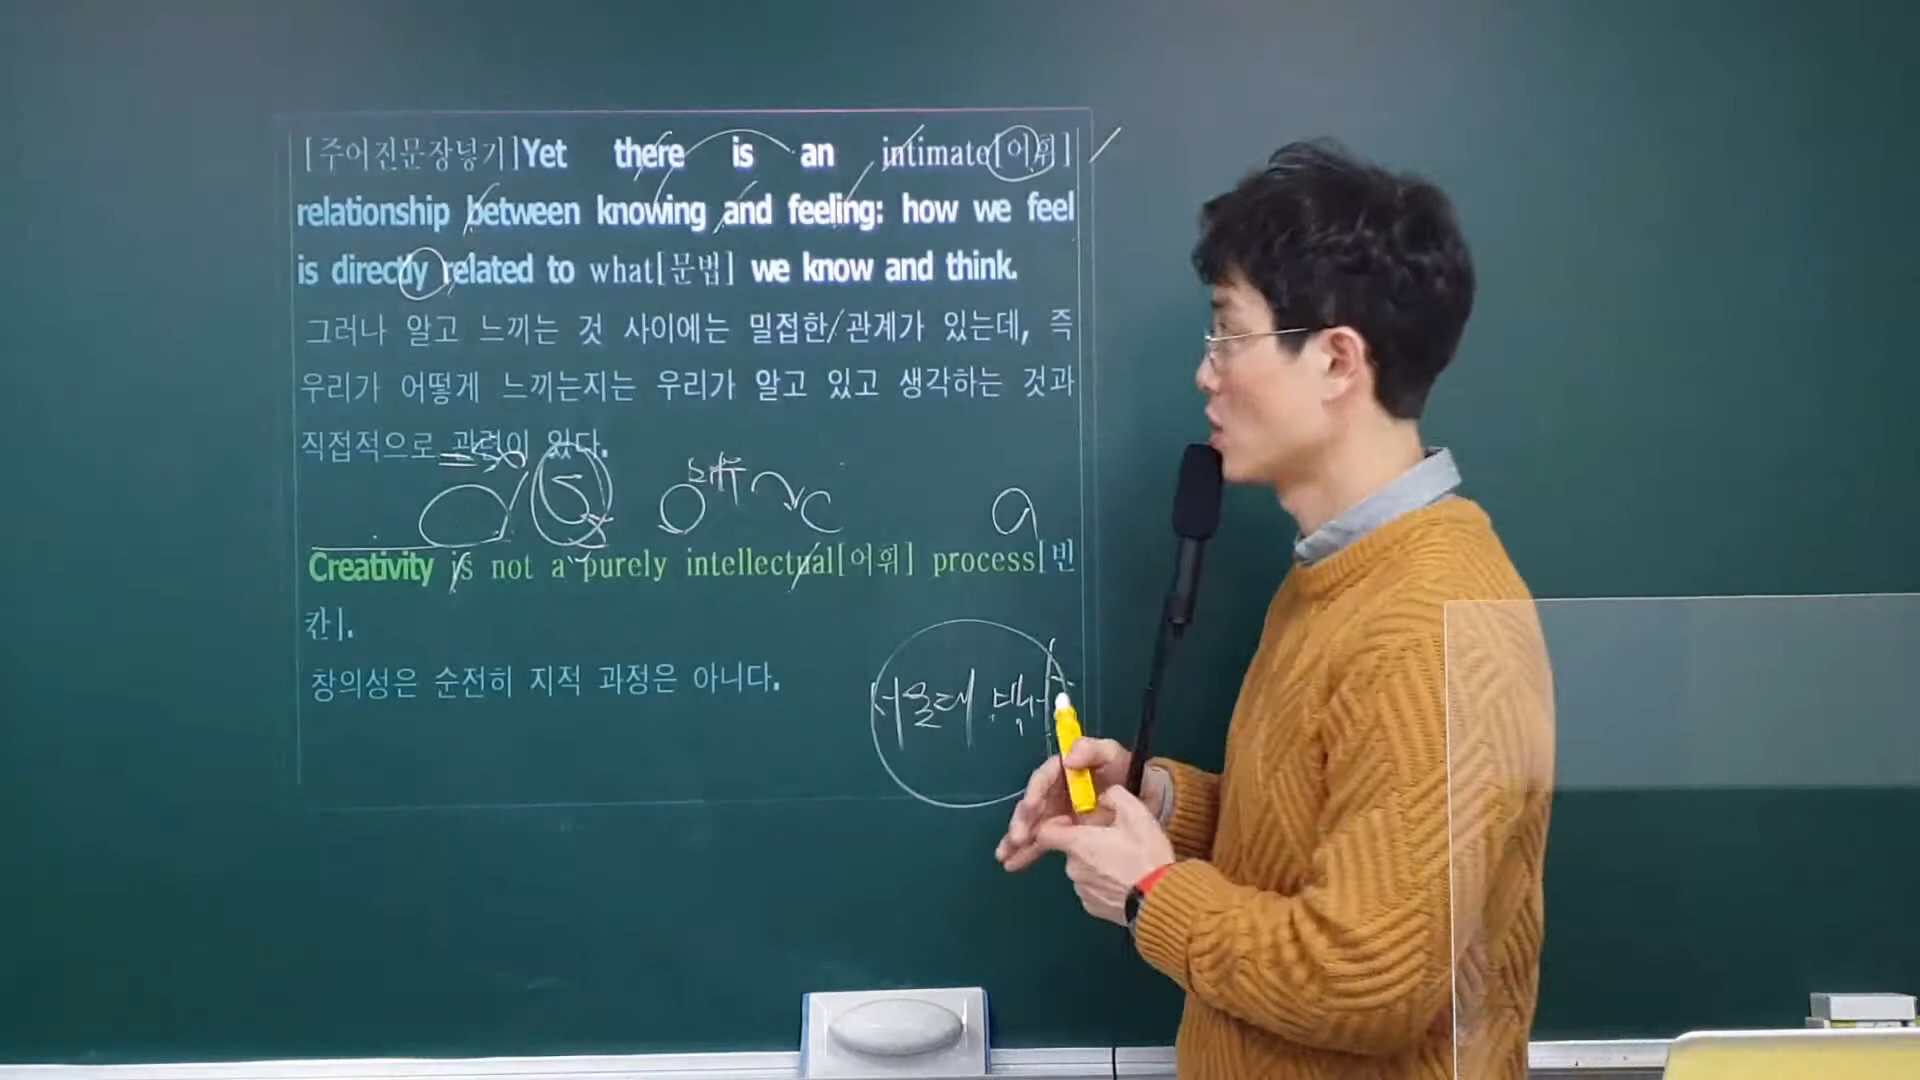 [주어진문장넣기]Yet there is an intimate[어휘]
relationship between knowing and feeling: how we feel
is directly related to what[문법] we know and think.
그러나 알고 느끼는 것 사이에는 밀접한/관계가 있는데, 즉
우리가 어떻게 느끼는지는 우리가 알고 있고 생각하는 것과
직접적으로 관련이 있다.
a
Creativity is not a purely intellectual[어휘] process[빈
칸].
창의성은 순전히 지적 과정은 아니다.
서울대